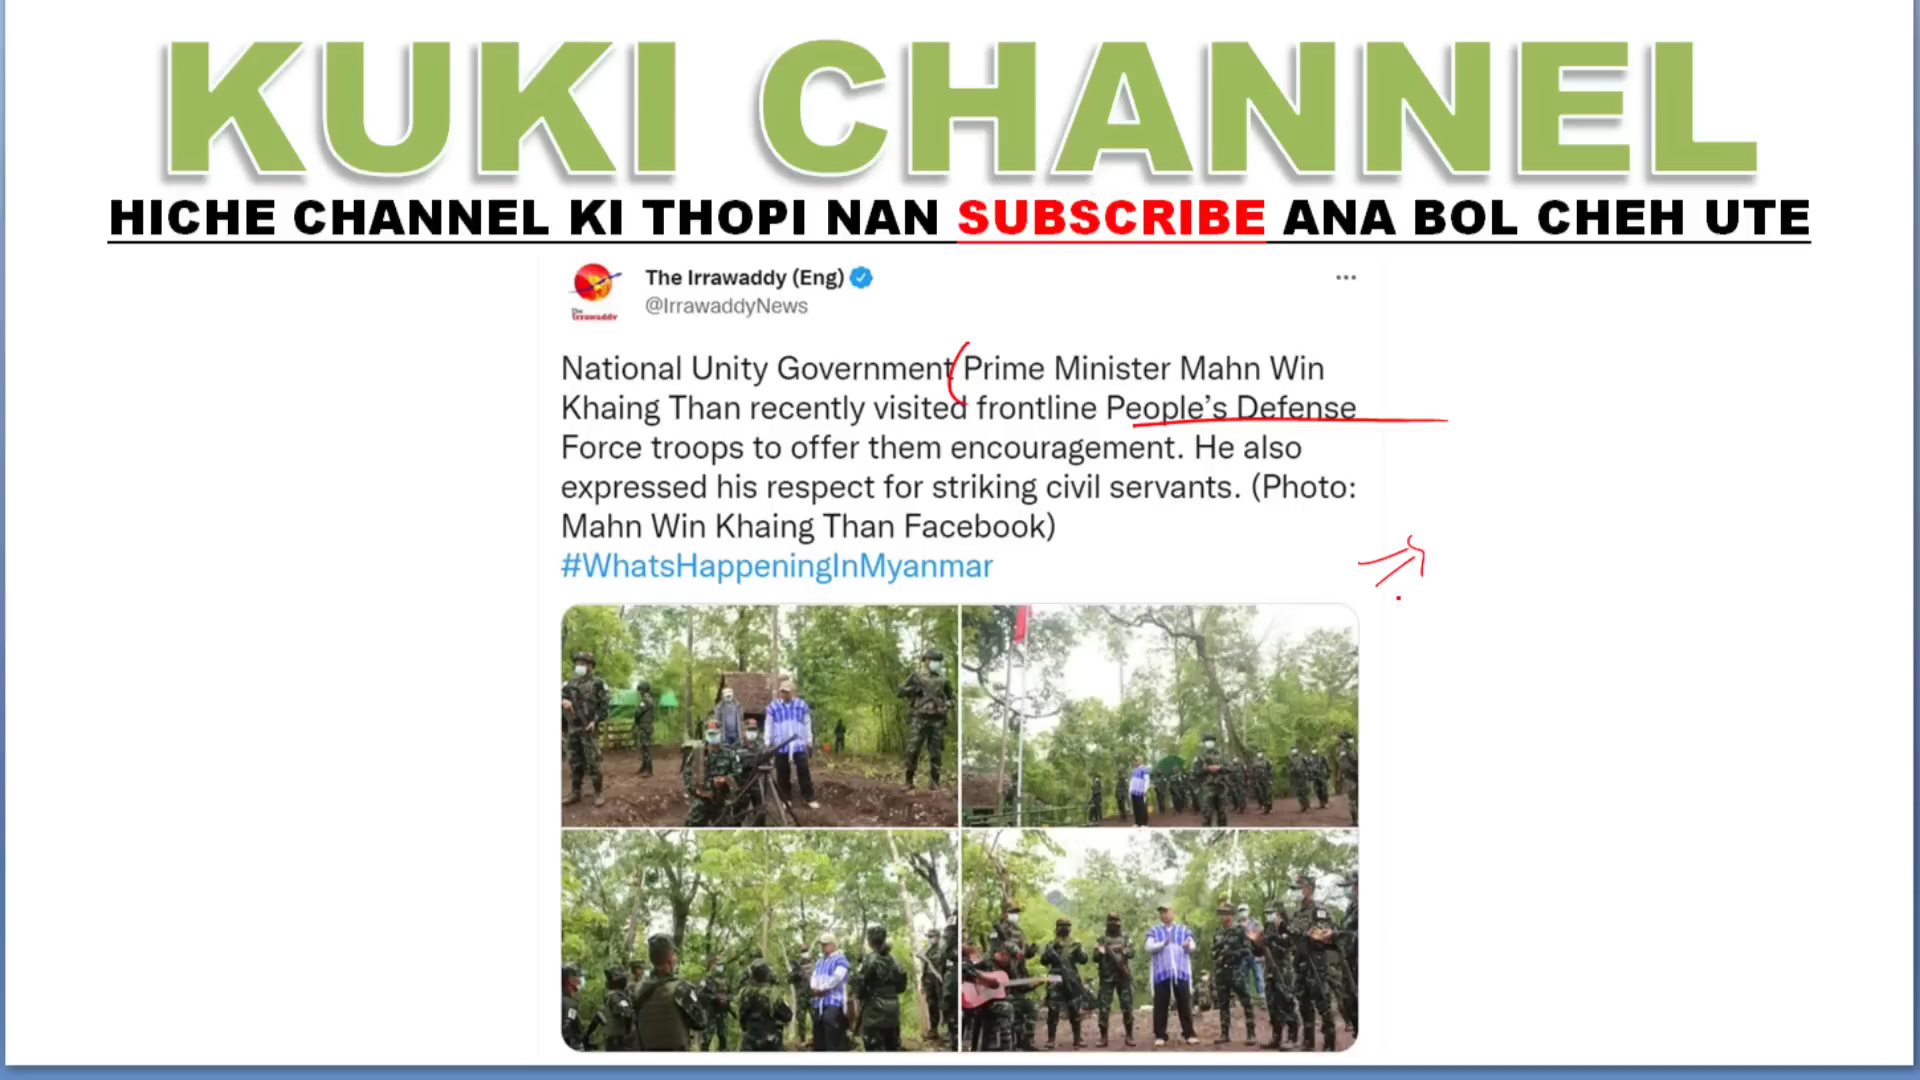 KUKI CHANNEL
HICHE CHANNEL KI THOPI NAN SUBSCRIBE ANA BOL CHEH UTE
The Irrawaddy (Eng)
@IrrawaddyNews
The Irrawaddy
National Unity Government Prime Minister Mahn Win
Khaing Than recently visited frontline People’s Defense
Force troops to offer them encouragement. He also
expressed his respect for striking civil servants. (Photo:
Mahn Win Khaing Than Facebook)
#WhatsHappeningInMyanmar